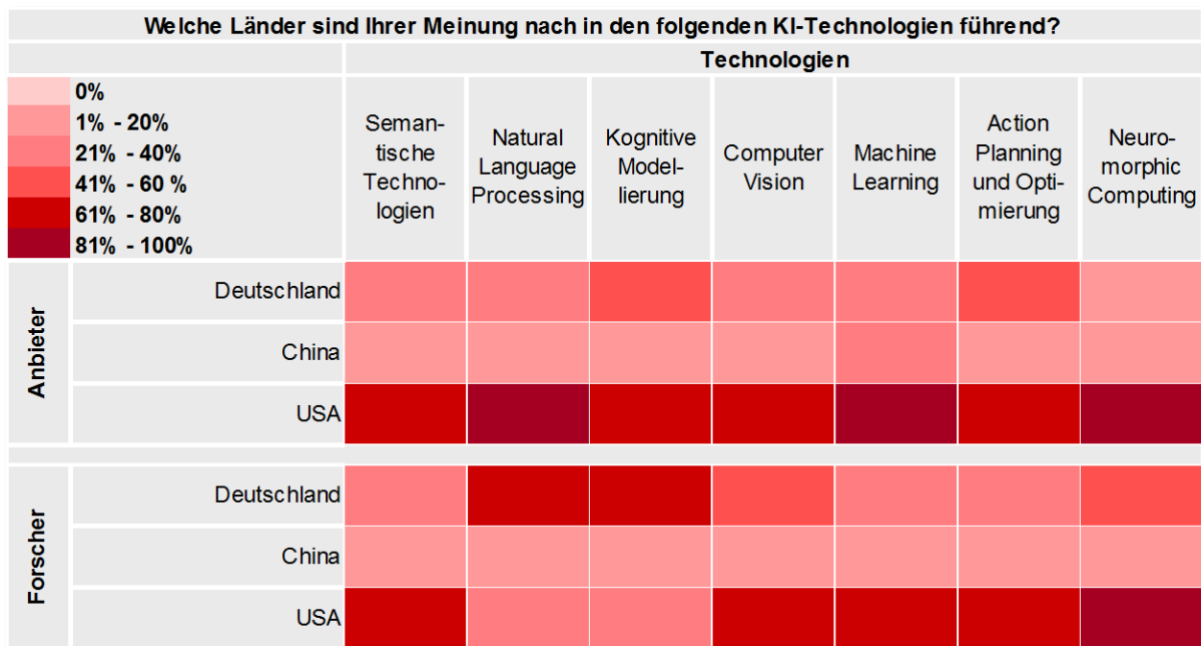 Welche Länder sind Ihrer Meinung nach in den folgenden KI-Technologien führend?
Technologien
0%
1% - 20%
21% - 40%
41% - 60 %
61% - 80%
81% - 100%
Seman-
tische
Techno-
logien
Natural
Language
Processing
Kognitive
Model-
lierung
Computer
Vision
Machine
Learning
Action
Planning
und Opti-
mierung
Neuro-
morphic
Computing
Anbieter
Deutschland
China
USA
Forscher
Deutschland
China
USA